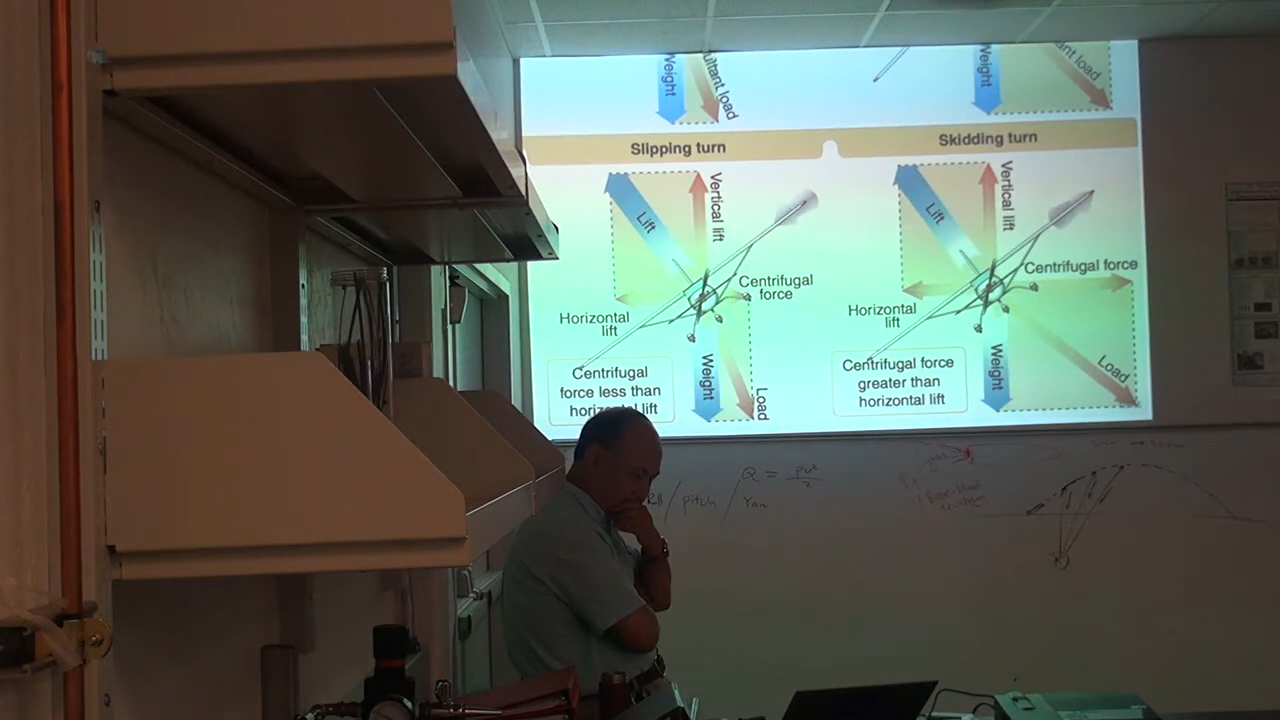 Weight
ultant load
Weight
ant load
Slipping turn
Skidding turn
Lift
Vertical lift
Centrifugal
force
Horizontal
lift
Weight
Load
Centrifugal
force less than
horizontal lift
Lift
Vertical lift
Centrifugal force
Horizontal
lift
Weight
Load
Centrifugal force
greater than
horizontal lift
Q = ρu²/2
/ pitch / Yaw